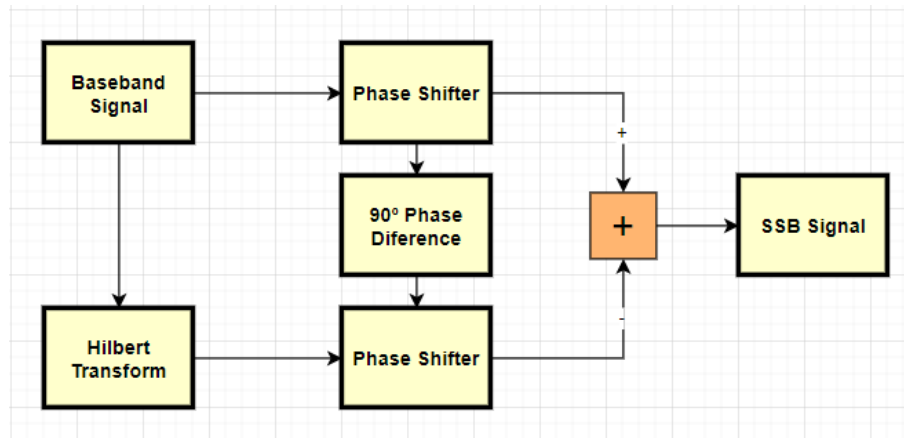 Baseband
Signal
Phase Shifter
+
90º Phase
Diference
+
SSB Signal
-
Hilbert
Transform
Phase Shifter